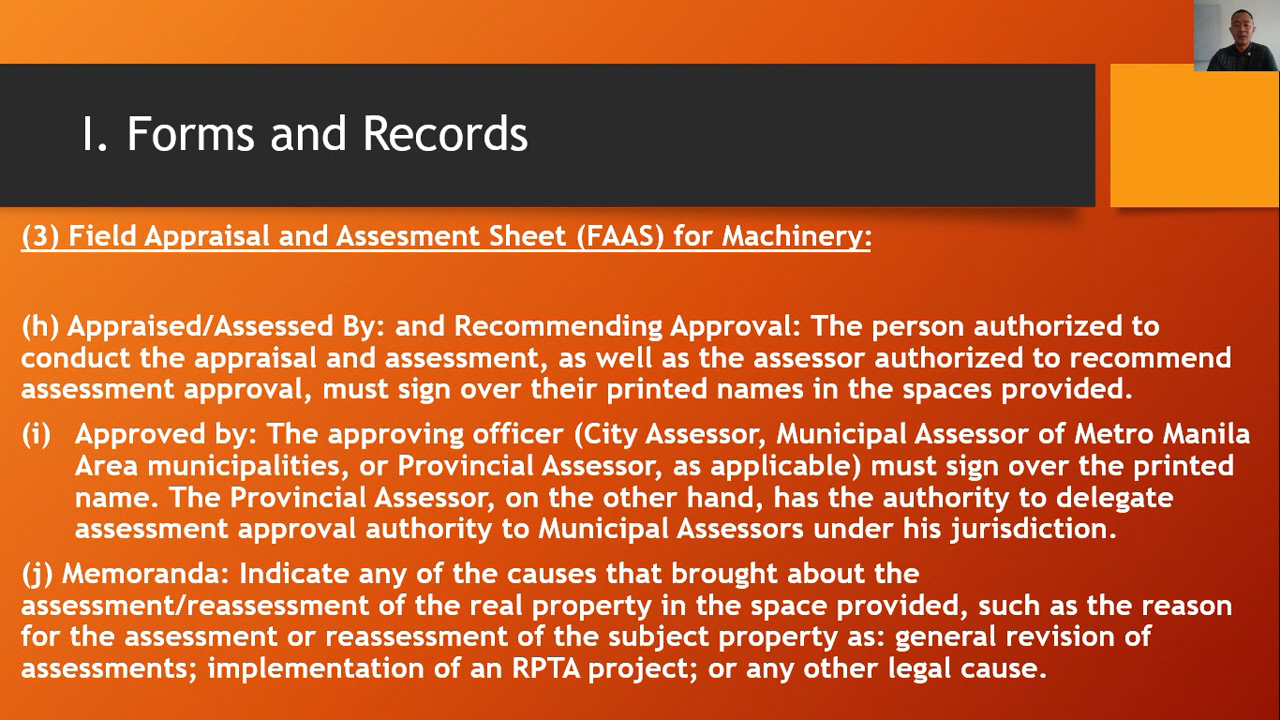 I. Forms and Records
(3) Field Appraisal and Assesment Sheet (FAAS) for Machinery:
(h) Appraised/Assessed By: and Recommending Approval: The person authorized to
conduct the appraisal and assessment, as well as the assessor authorized to recommend
assessment approval, must sign over their printed names in the spaces provided.
(i) Approved by: The approving officer (City Assessor, Municipal Assessor of Metro Manila
Area municipalities, or Provincial Assessor, as applicable) must sign over the printed
name. The Provincial Assessor, on the other hand, has the authority to delegate
assessment approval authority to Municipal Assessors under his jurisdiction.
(j) Memoranda: Indicate any of the causes that brought about the
assessment/reassessment of the real property in the space provided, such as the reason
for the assessment or reassessment of the subject property as: general revision of
assessments; implementation of an RPTA project; or any other legal cause.